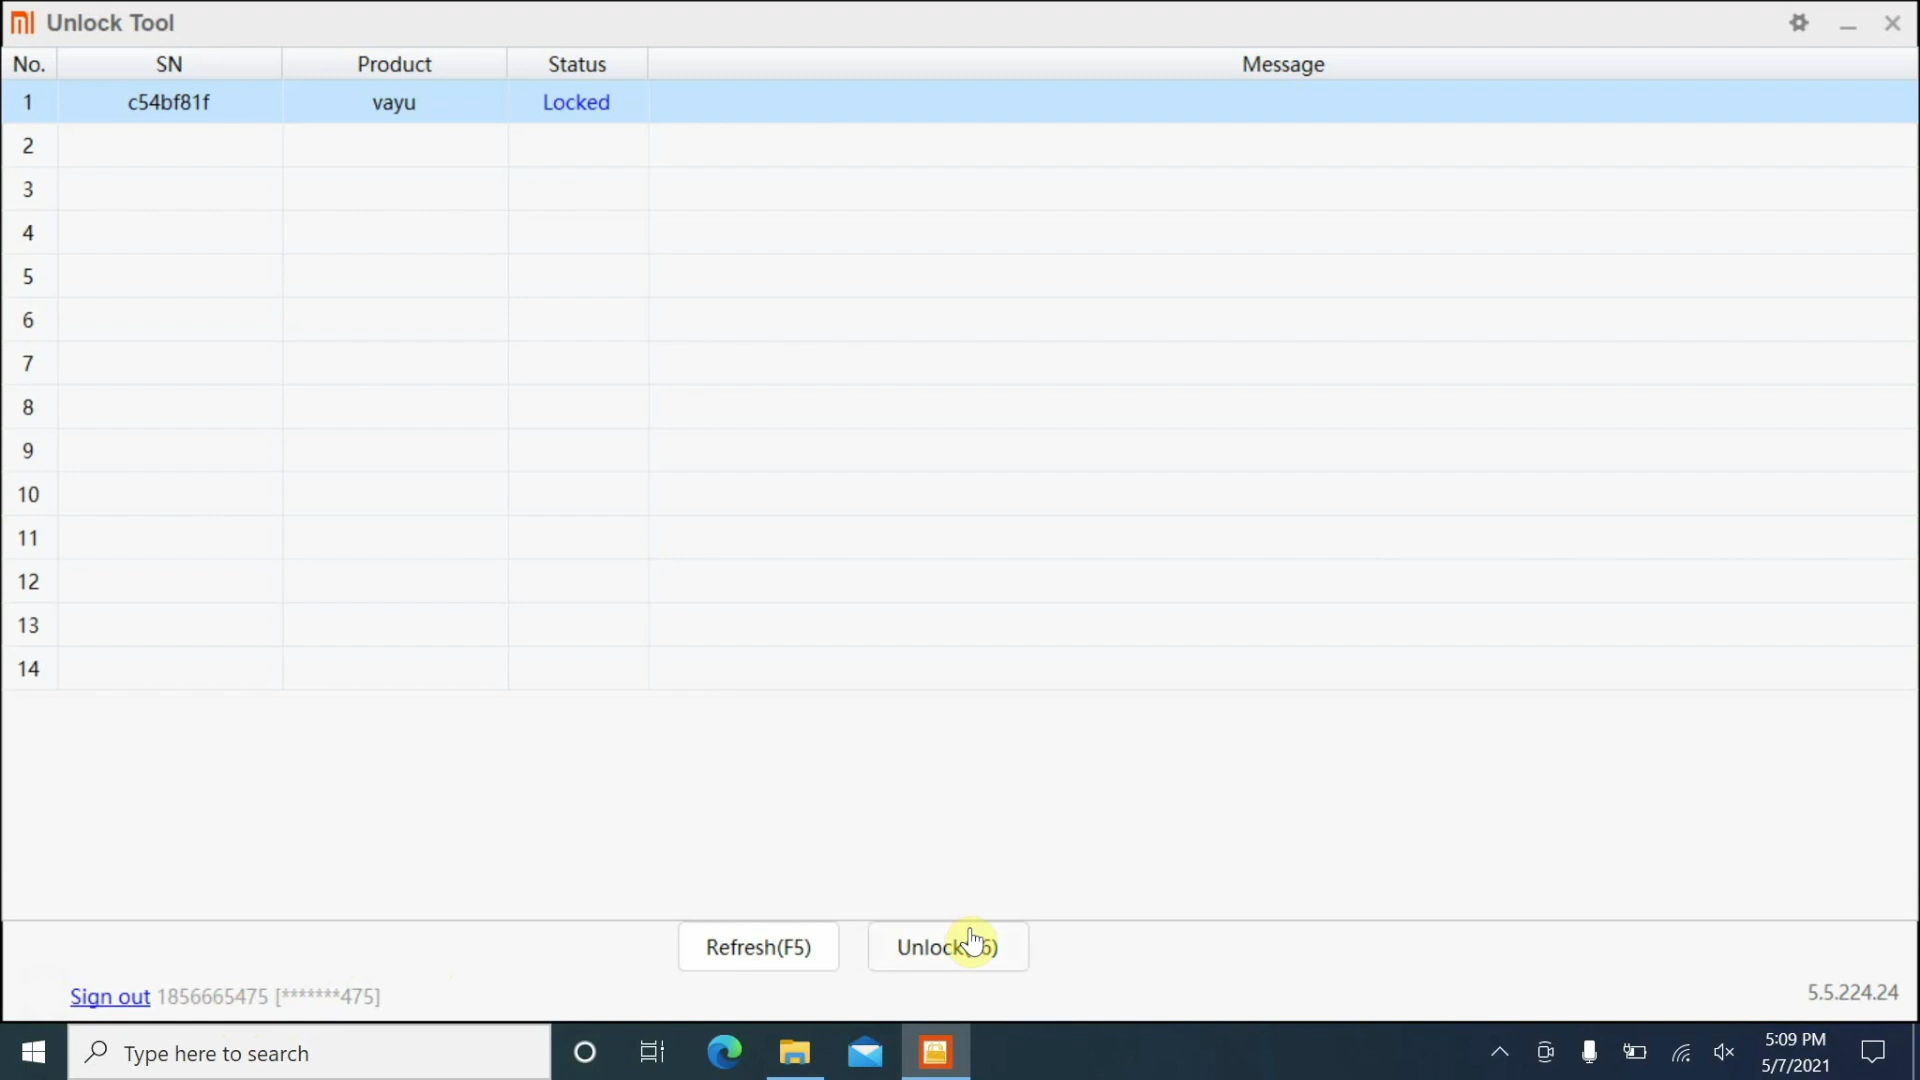 Unlock Tool
No. SN Product Status Message
1 c54bf81f vayu Locked
2
3
4
5
6
7
8
9
10
11
12
13
14
Refresh(F5) Unlock 6)
Sign out 1856665475 [*******475]
5.5.224.24
Type here to search
5:09 PM
5/7/2021